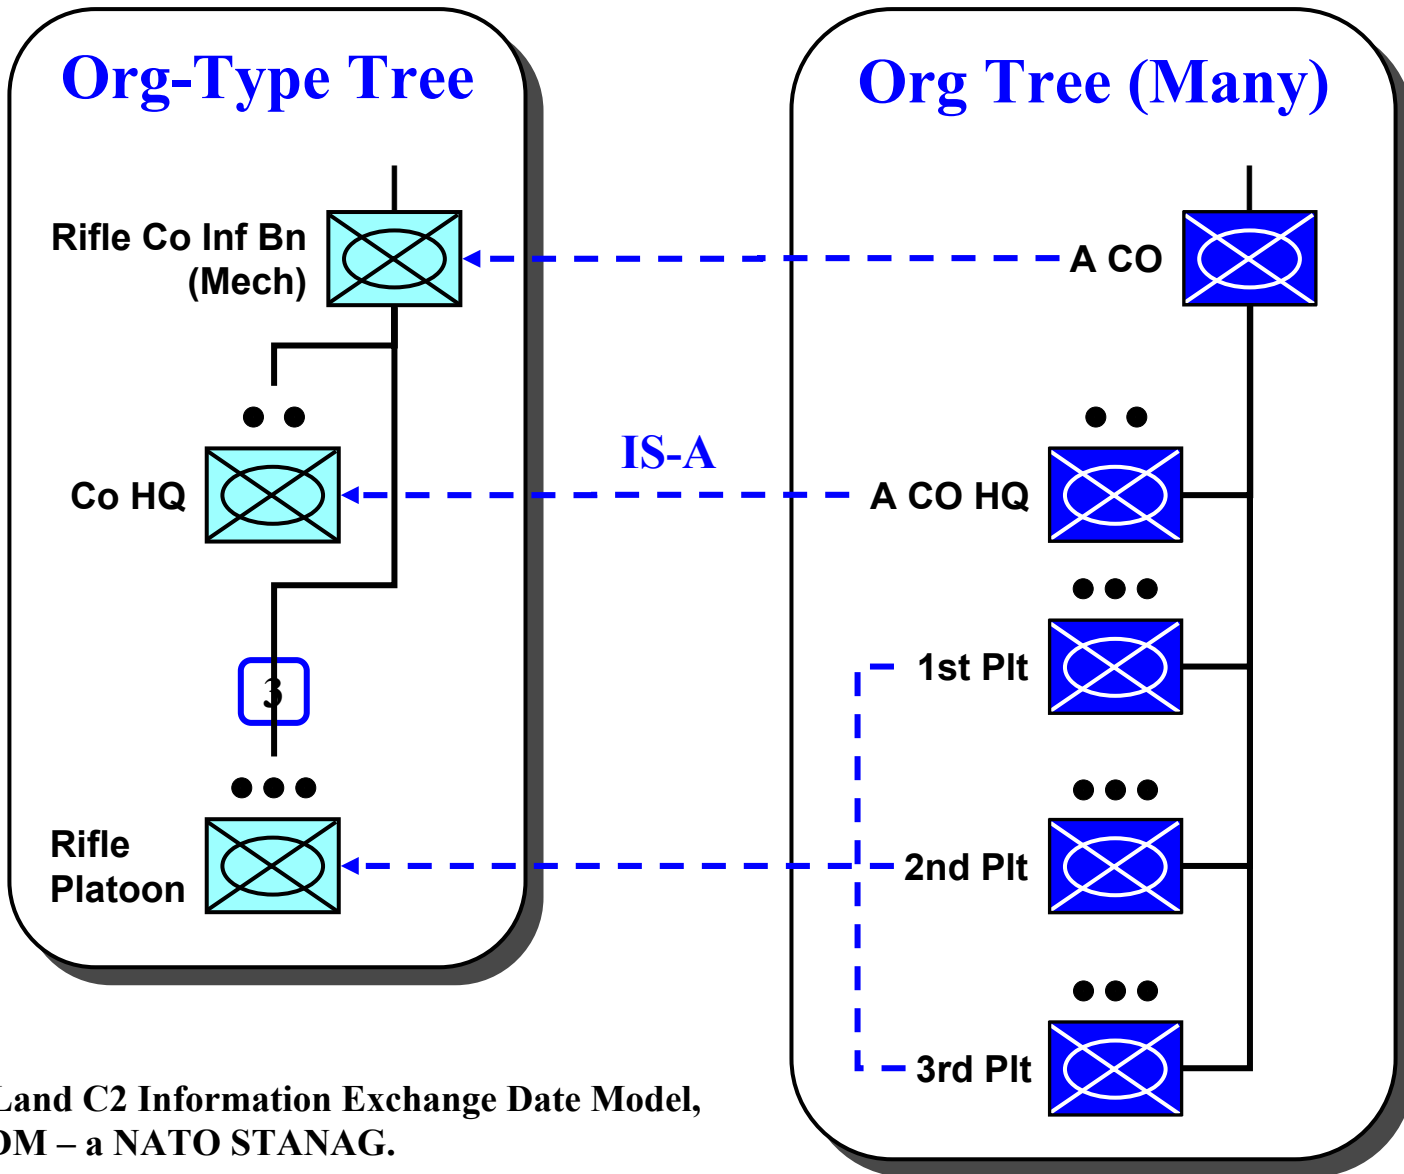 Org-Type Tree
Rifle Co Inf Bn
(Mech)
Co HQ
3
Rifle
Platoon
IS-A
Org Tree (Many)
A CO
A CO HQ
1st Plt
2nd Plt
3rd Plt
Land C2 Information Exchange Date Model,
DM – a NATO STANAG.